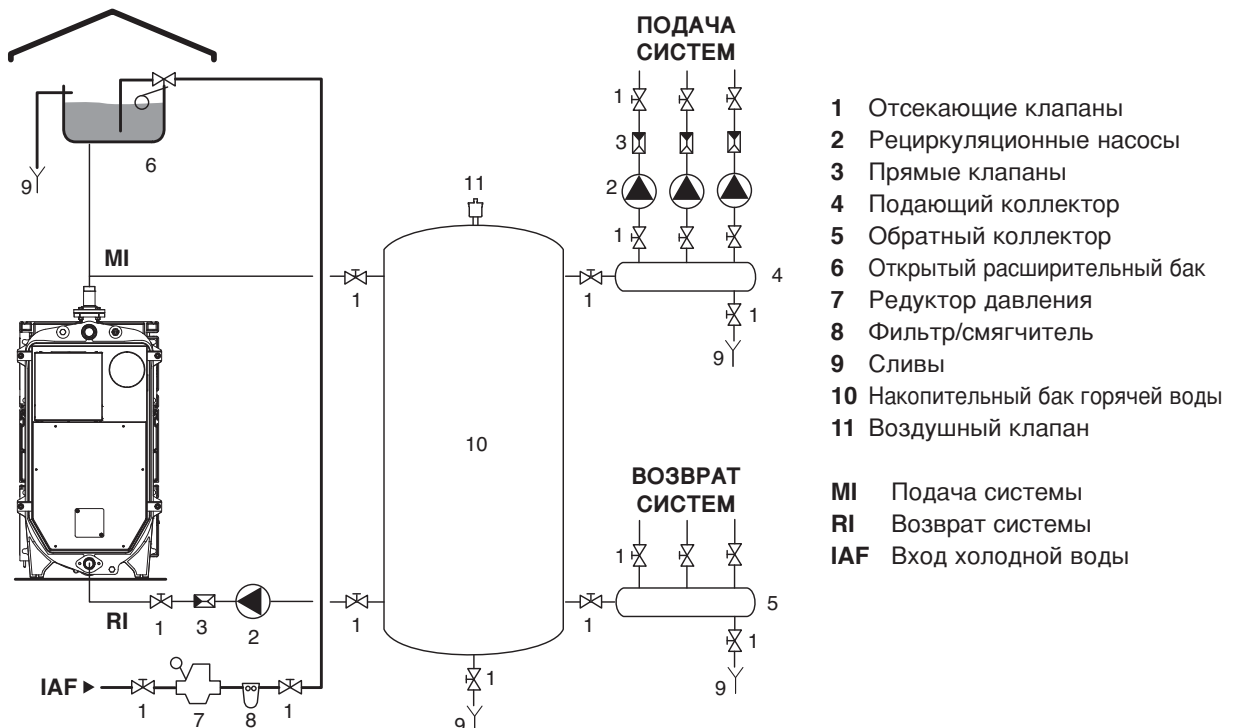 ПОДАЧА
СИСТЕМ
1
3
2
1
4
1
9
6
9
11
MI
1
1
10
ВОЗВРАТ
СИСТЕМ
1
5
1
9
RI
1
3
2
1
1
1
9
IAF
1
7
8
1
1 Отсекающие клапаны
2 Рециркуляционные насосы
3 Прямые клапаны
4 Подающий коллектор
5 Обратный коллектор
6 Открытый расширительный бак
7 Редуктор давления
8 Фильтр/смягчитель
9 Сливы
10 Накопительный бак горячей воды
11 Воздушный клапан
MI Подача системы
RI Возврат системы
IAF Вход холодной воды